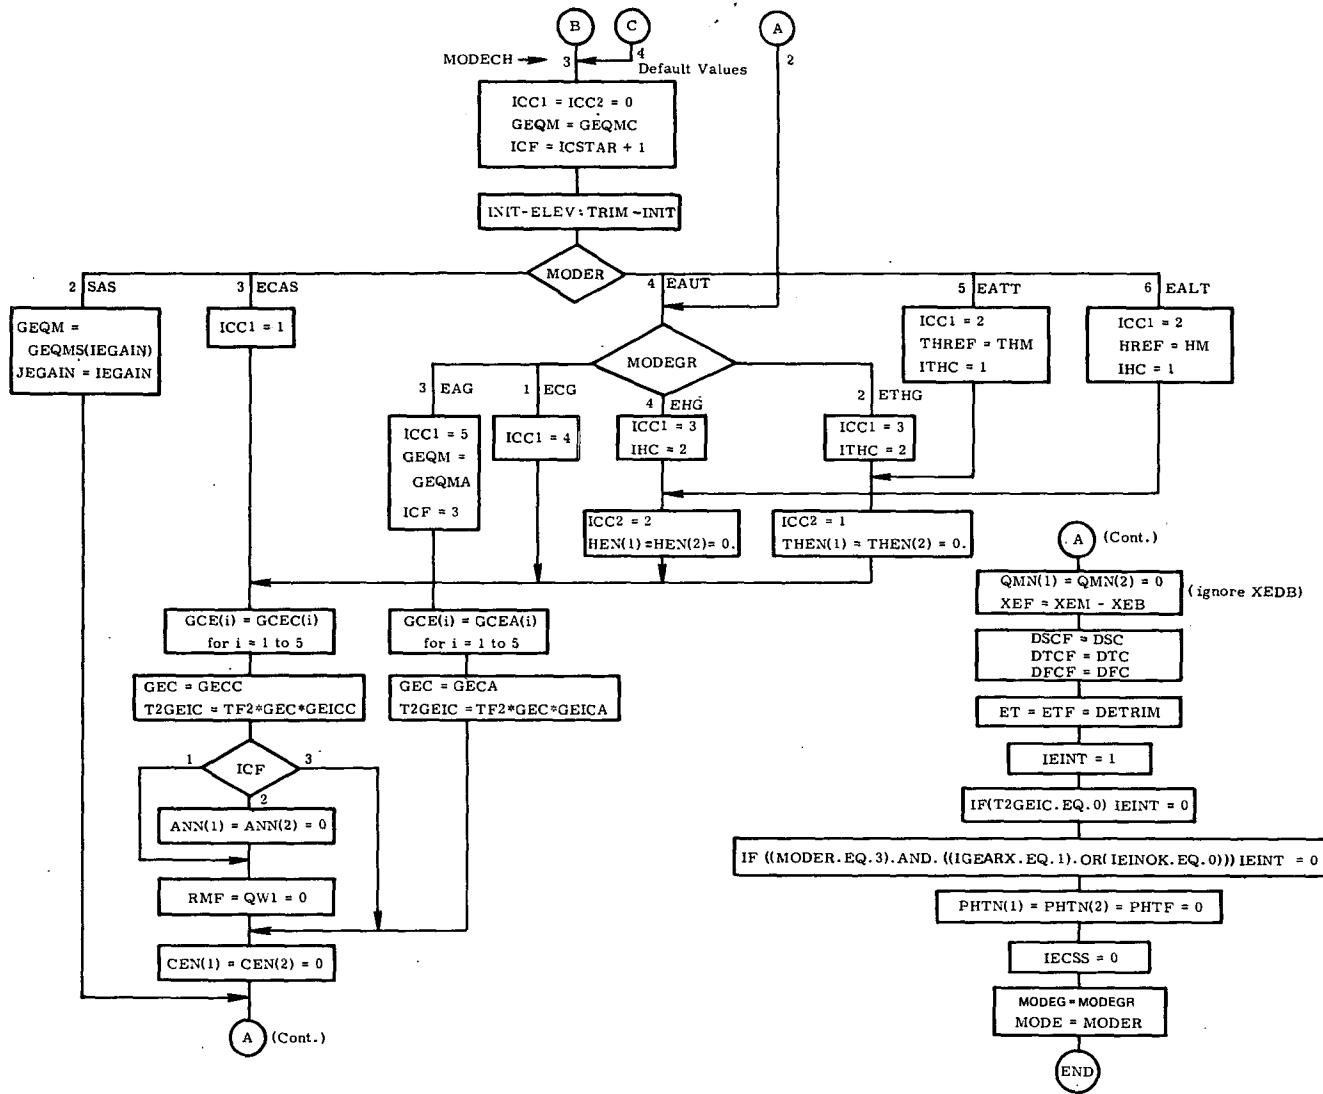 B
C
A
MODECH
3
4
2
Default Values
ICC1 = ICC2 = 0
GEQM = GEQMC
ICF = ICSTAR + 1
INIT-ELEV: TRIM-INIT
MODER
2 SAS
3 ECAS
4 EAUT
5 EATT
6 EALT
GEQM =
GEQMS(IEGAIN)
JEGAIN = IEGAIN
ICC1 = 1
ICC1 = 2
THREF = THM
ITHC = 1
ICC1 = 2
HREF = HM
IHC = 1
MODEGR
3 EAG
1 ECG
4 EHG
2 ETHG
ICC1 = 5
GEQM =
GEQMA
ICF = 3
ICC1 = 4
ICC1 = 3
IHC = 2
ICC1 = 3
ITHC = 2
ICC2 = 2
HEN(1)=HEN(2)= 0.
ICC2 = 1
THEN(1) = THEN(2) = 0.
GCE(i) = GCEC(i)
for i = 1 to 5
GCE(i) = GCEA(i)
for i = 1 to 5
GEC = GECC
T2GEIC = TF2*GEC*GEICC
GEC = GECA
T2GEIC = TF2*GEC*GEICA
1
ICF
3
2
ANN(1) = ANN(2) = 0
RMF = QW1 = 0
CEN(1) = CEN(2) = 0
A
(Cont.)
A
(Cont.)
QMN(1) = QMN(2) = 0
XEF = XEM - XEB
(ignore XEDB)
DSCF = DSC
DTCF = DTC
DFCF = DFC
ET = ETF = DETRIM
IEINT = 1
IF(T2GEIC.EQ.0) IEINT = 0
IF ((MODER.EQ.3).AND. ((IGEARX.EQ.1).OR(IEINOK.EQ.0))) IEINT = 0
PHTN(1) = PHTN(2) = PHTF = 0
IECSS = 0
MODEG = MODEGR
MODE = MODER
END